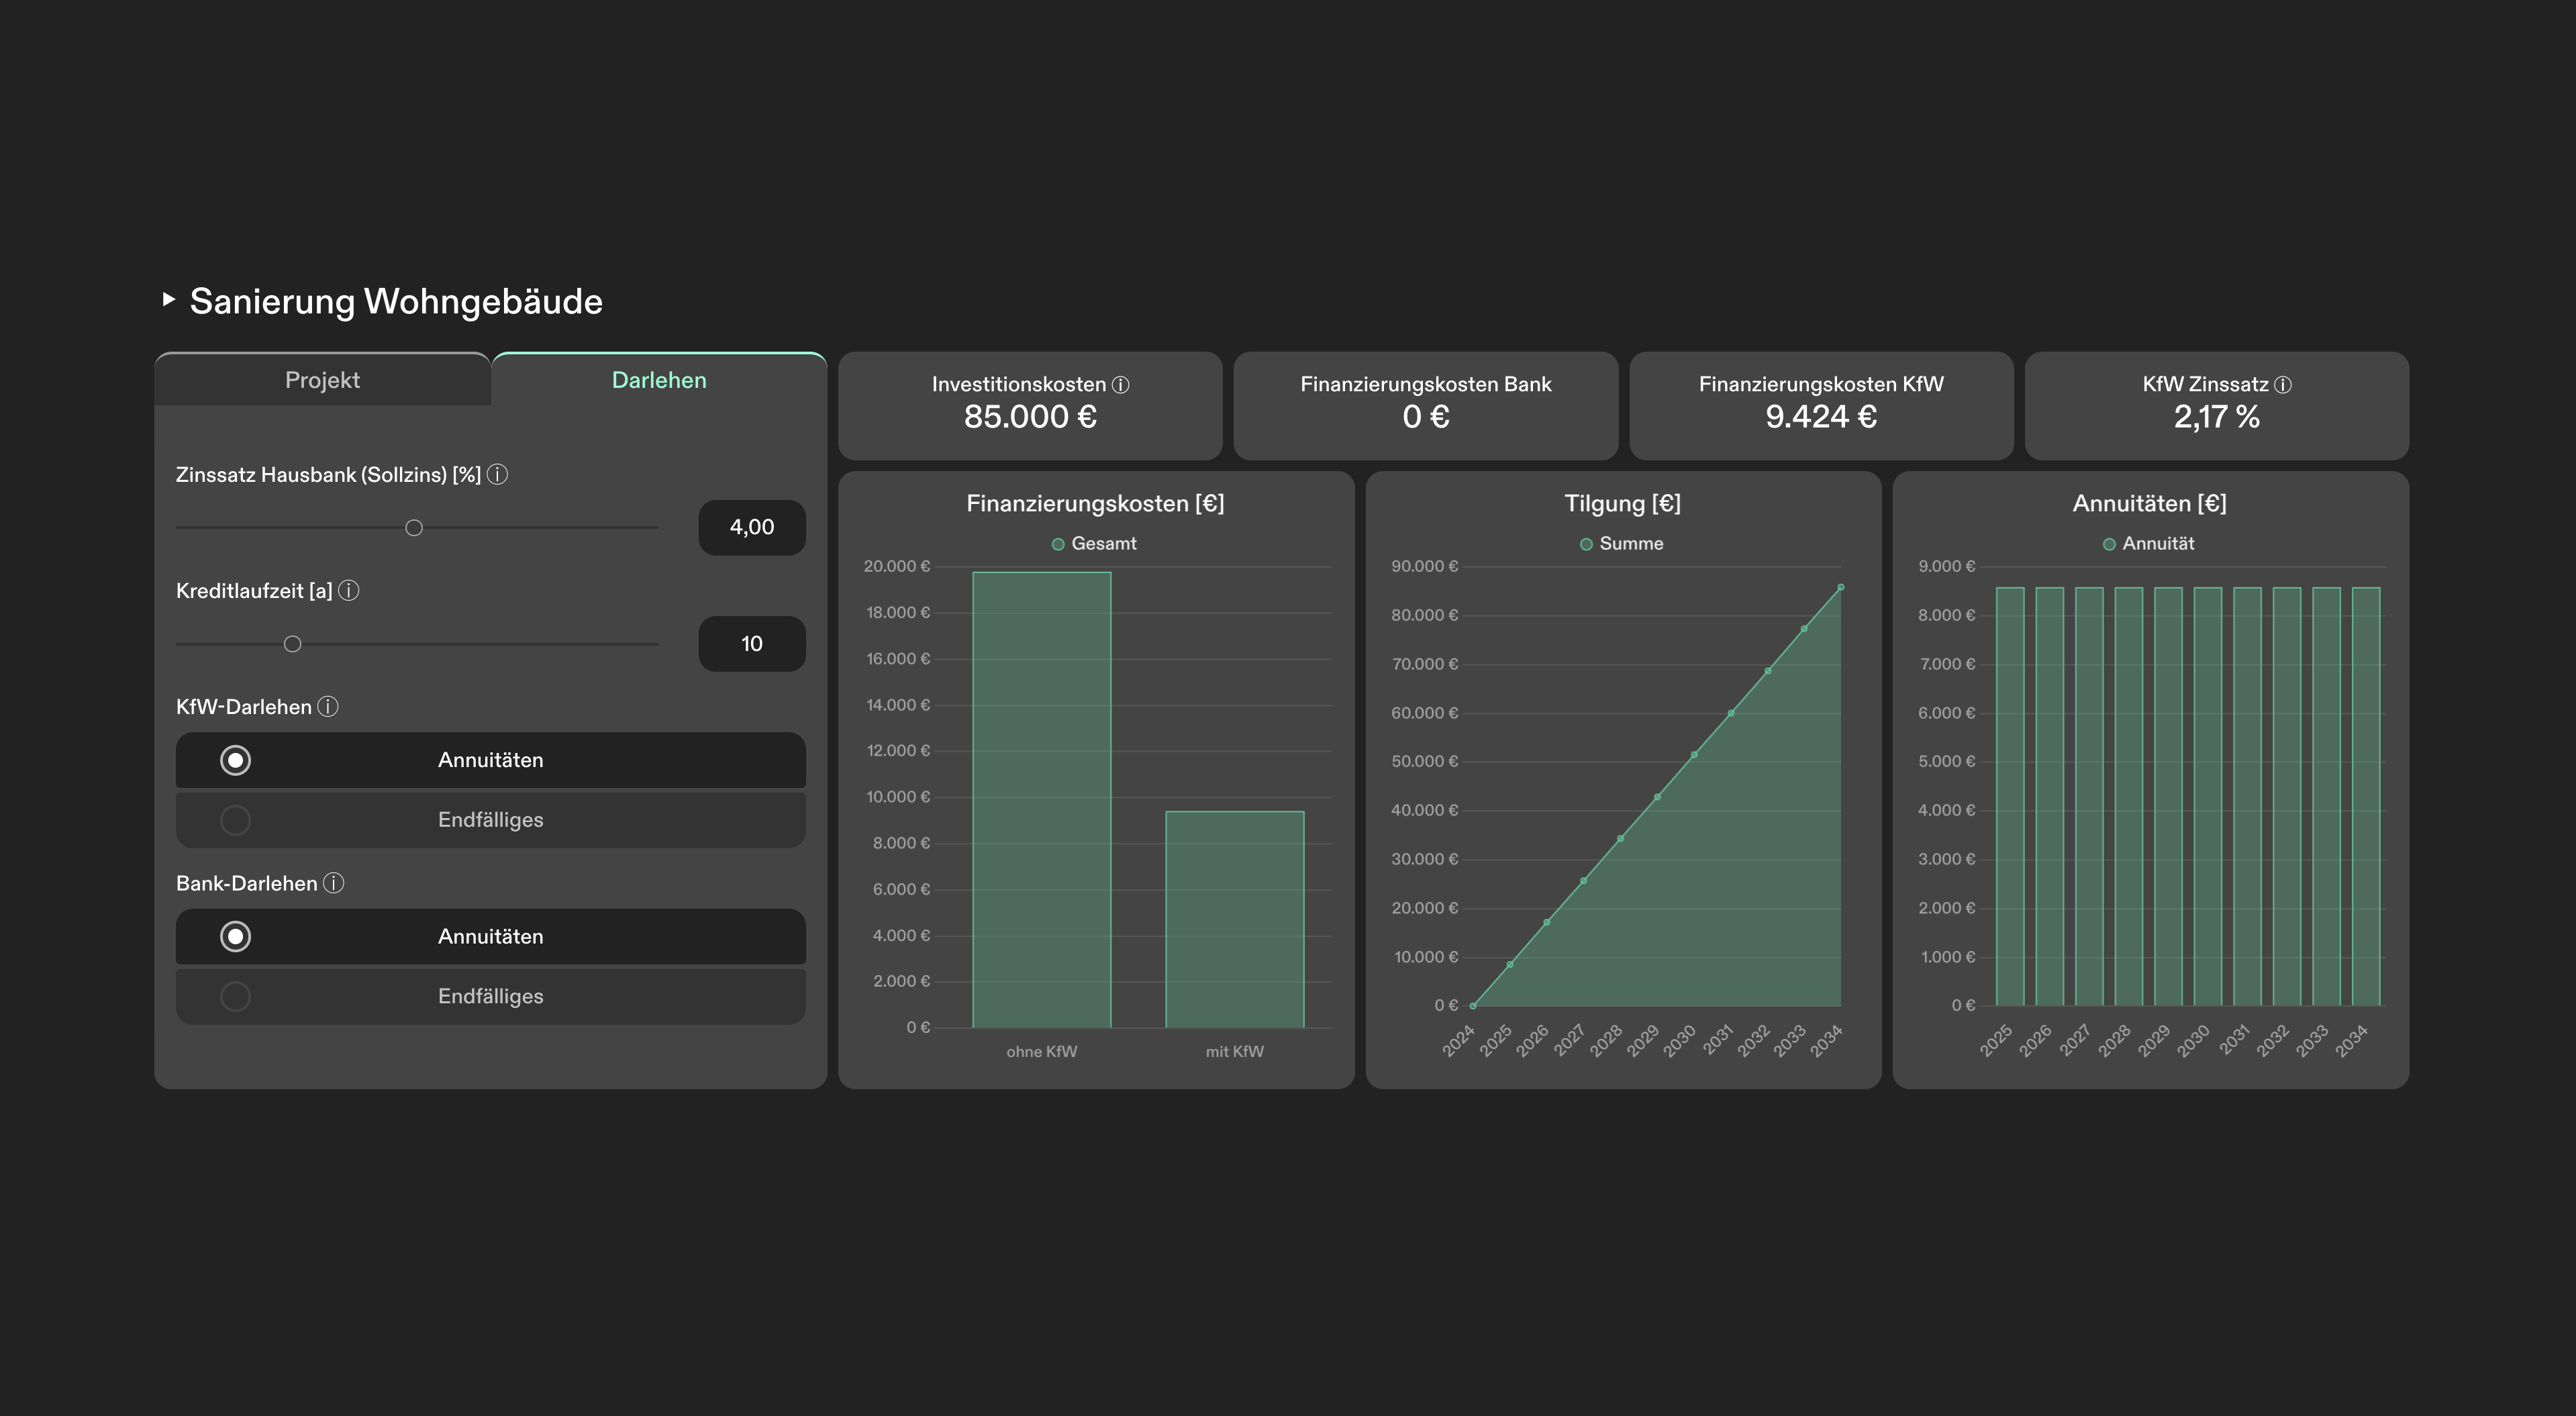 Sanierung Wohngebäude
Projekt
Darlehen
Zinssatz Hausbank (Sollzins) [%]
4,00
Kreditlaufzeit [a]
10
KfW-Darlehen
Annuitäten
Endfälliges
Bank-Darlehen
Annuitäten
Endfälliges
Investitionskosten
85.000 €
Finanzierungskosten Bank
0 €
Finanzierungskosten KfW
9.424 €
KfW Zinssatz
2,17 %
Finanzierungskosten [€]
Gesamt
20.000 €
18.000 €
16.000 €
14.000 €
12.000 €
10.000 €
8.000 €
6.000 €
4.000 €
2.000 €
0 €
ohne KfW
mit KfW
Tilgung [€]
Summe
90.000 €
80.000 €
70.000 €
60.000 €
50.000 €
40.000 €
30.000 €
20.000 €
10.000 €
0 €
2024
2025
2026
2027
2028
2029
2030
2031
2032
2033
2034
Annuitäten [€]
Annuität
9.000 €
8.000 €
7.000 €
6.000 €
5.000 €
4.000 €
3.000 €
2.000 €
1.000 €
0 €
2025
2026
2027
2028
2029
2030
2031
2032
2033
2034